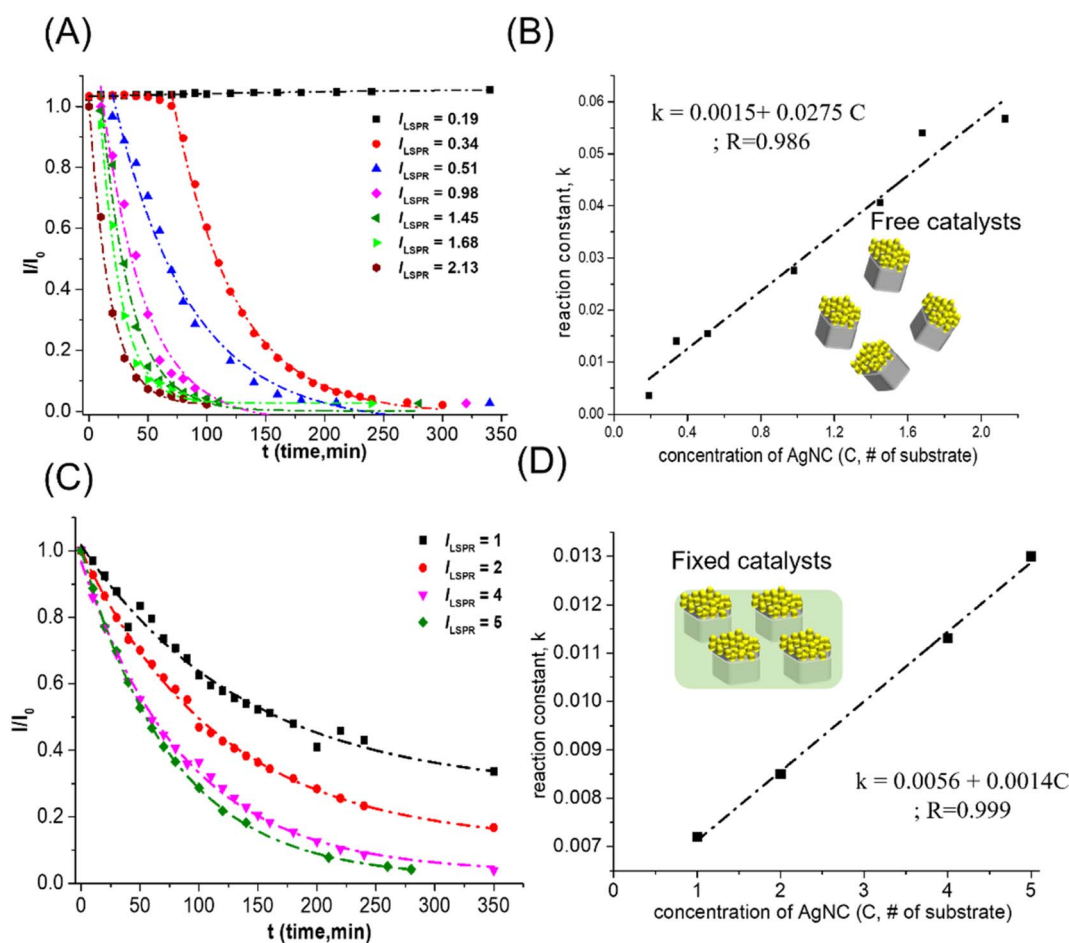 (A)
I/I0
1.0
0.8
0.6
0.4
0.2
0.0
0 50 100 150 200 250 300 350
t (time,min)
ILSPR = 0.19
ILSPR = 0.34
ILSPR = 0.51
ILSPR = 0.98
ILSPR = 1.45
ILSPR = 1.68
ILSPR = 2.13
(B)
reaction constant, k
0.06
0.05
0.04
0.03
0.02
0.01
0.00
0.0 0.4 0.8 1.2 1.6 2.0
concentration of AgNC (C, # of substrate)
k = 0.0015+ 0.0275 C
; R=0.986
Free catalysts
(C)
I/I0
1.0
0.8
0.6
0.4
0.2
0.0
0 50 100 150 200 250 300 350
t (time,min)
ILSPR = 1
ILSPR = 2
ILSPR = 4
ILSPR = 5
(D)
reaction constant, k
0.013
0.012
0.011
0.010
0.009
0.008
0.007
0 1 2 3 4 5
concentration of AgNC (C, # of substrate)
Fixed catalysts
k = 0.0056 + 0.0014C
; R=0.999